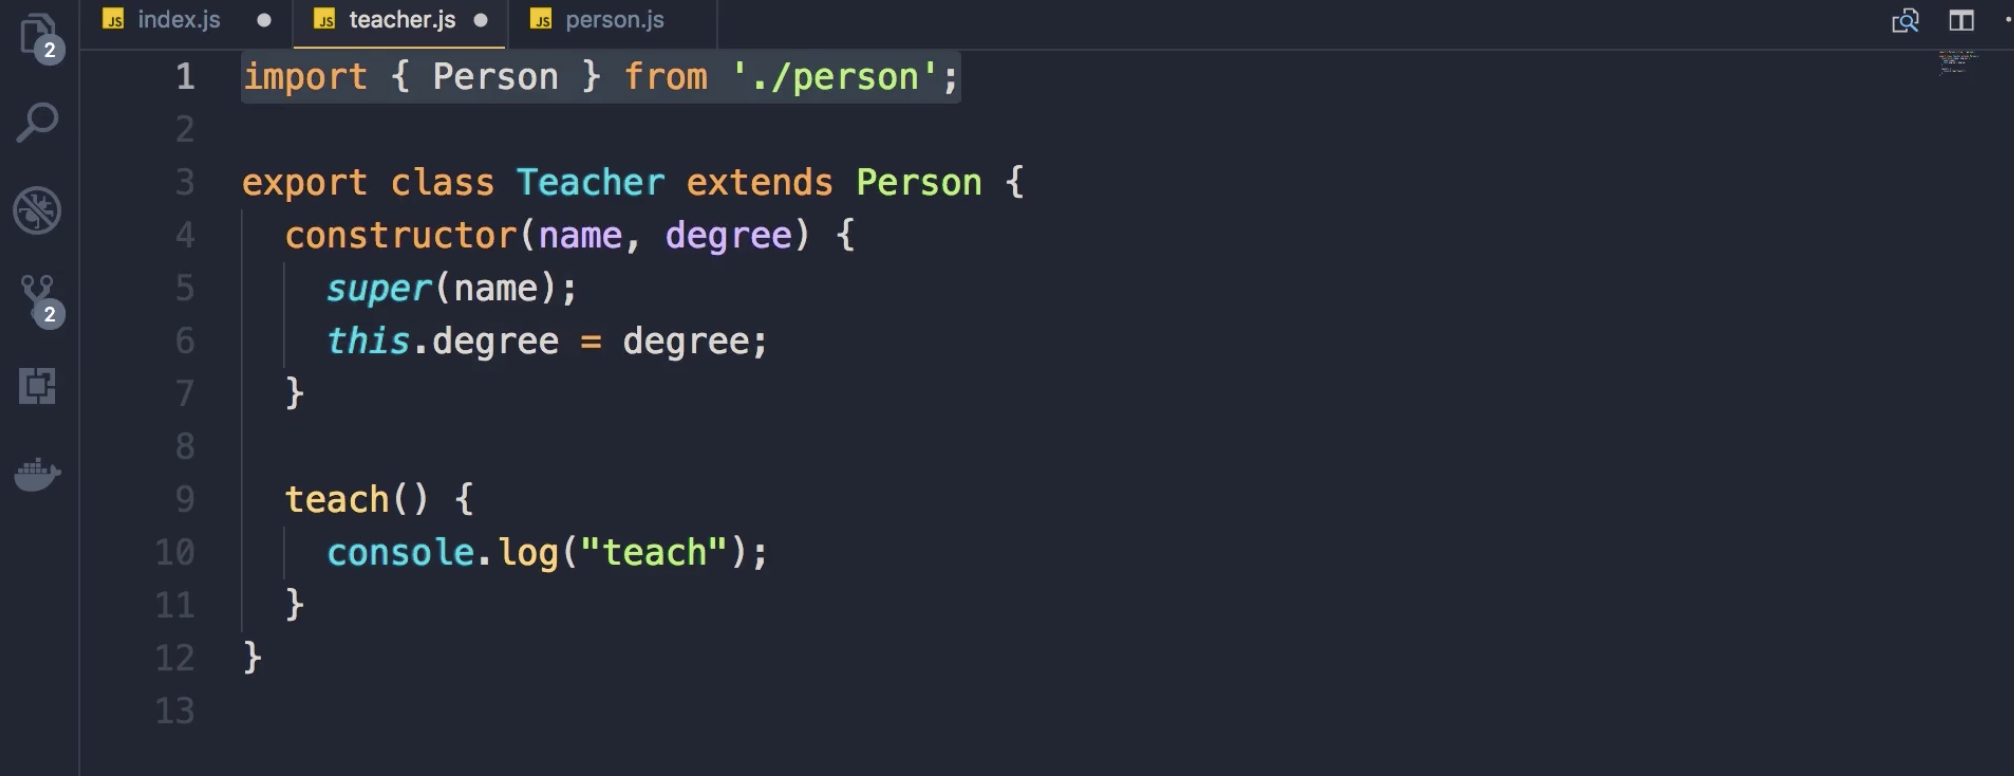 JS index.js
JS teacher.js
JS person.js
2
2
1 import { Person } from './person';
2
3 export class Teacher extends Person {
4 constructor(name, degree) {
5 super(name);
6 this.degree = degree;
7 }
8
9 teach() {
10 console.log("teach");
11 }
12 }
13